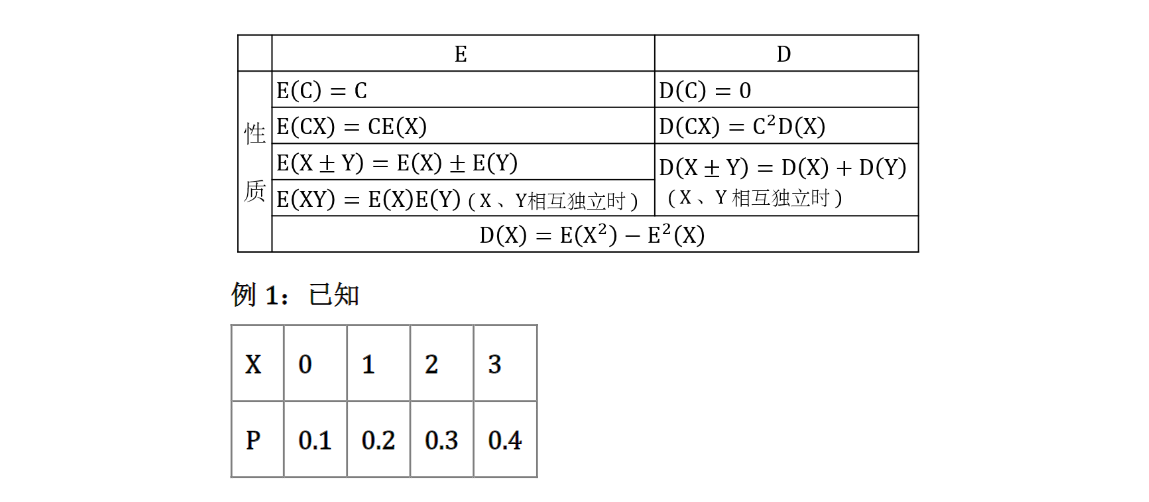 E D
性质
E(C) = C D(C) = 0
E(CX) = CE(X) D(CX) = C²D(X)
E(X ± Y) = E(X) ± E(Y) D(X ± Y) = D(X) + D(Y)
E(XY) = E(X)E(Y) (X、Y相互独立时) (X、Y 相互独立时)
D(X) = E(X²) − E²(X)
例 1：已知
X 0 1 2 3
P 0.1 0.2 0.3 0.4